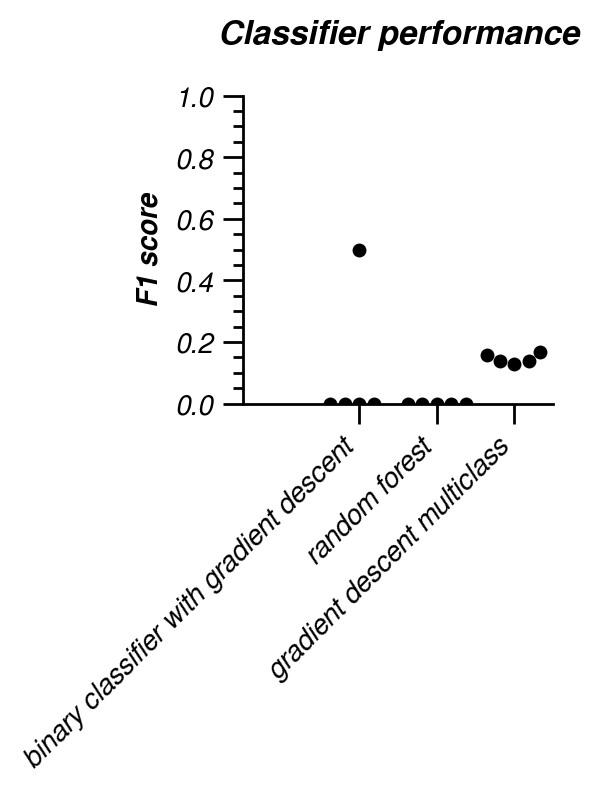 Classifier performance
F1 score
1.0
0.8
0.6
0.4
0.2
0.0
binary classifier with gradient descent
random forest
gradient descent multiclass